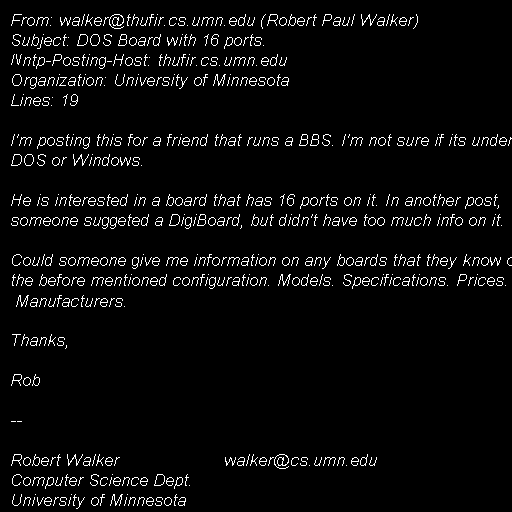 From: walker@thufir.cs.umn.edu (Robert Paul Walker)
Subject: DOS Board with 16 ports.
Nntp-Posting-Host: thufir.cs.umn.edu
Organization: University of Minnesota
Lines: 19
I'm posting this for a friend that runs a BBS. I'm not sure if its under
DOS or Windows.
He is interested in a board that has 16 ports on it. In another post,
someone suggeted a DigiBoard, but didn't have too much info on it.
Could someone give me information on any boards that they know
the before mentioned configuration. Models. Specifications. Prices.
Manufacturers.
Thanks,
Rob
--
Robert Walker walker@cs.umn.edu
Computer Science Dept.
University of Minnesota